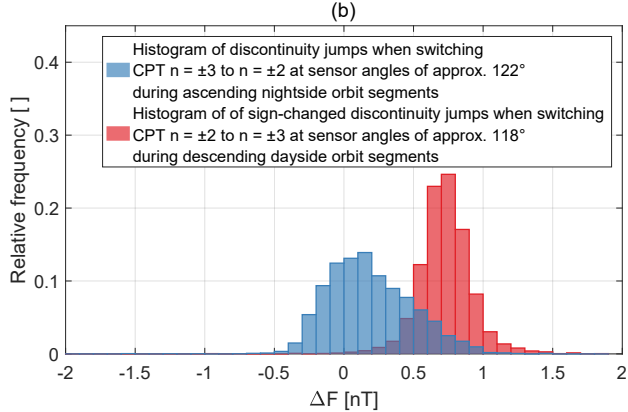 (b)
Histogram of discontinuity jumps when switching
CPT n = ±3 to n = ±2 at sensor angles of approx. 122°
during ascending nightside orbit segments
Histogram of of sign-changed discontinuity jumps when switching
CPT n = ±2 to n = ±3 at sensor angles of approx. 118°
during descending dayside orbit segments
Relative frequency [ ]
0.4
0.3
0.2
0.1
0
-2
-1.5
-1
-0.5
0
0.5
1
1.5
2
ΔF [nT]